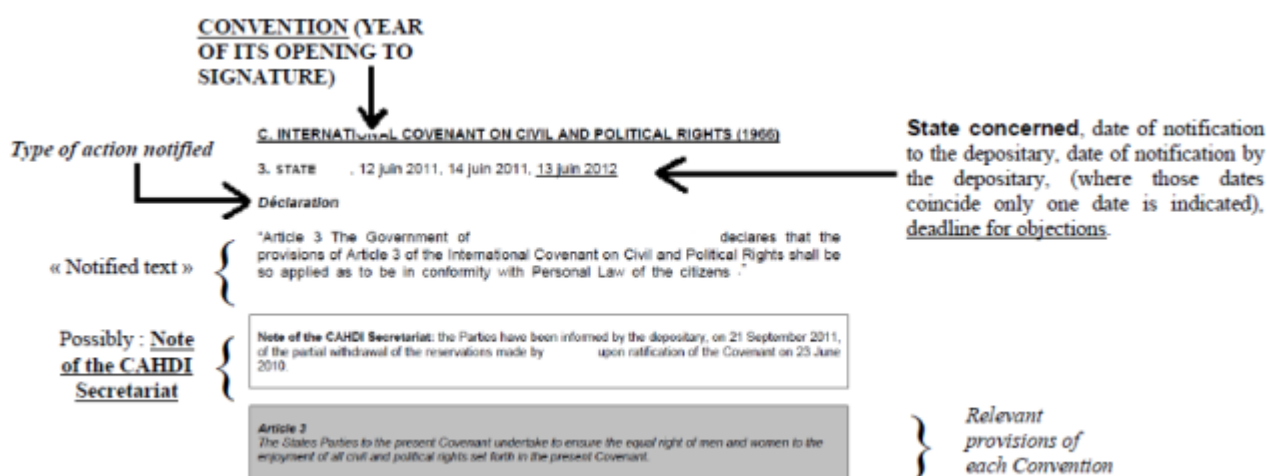 CONVENTION (YEAR
OF ITS OPENING TO
SIGNATURE)
C. INTERNATIONAL COVENANT ON CIVIL AND POLITICAL RIGHTS (1966)
Type of action notified
3. STATE , 12 juin 2011, 14 juin 2011, 13 juin 2012
Déclaration
State concerned, date of notification
to the depositary, date of notification by
the depositary, (where those dates
coincide only one date is indicated),
deadline for objections.
« Notified text »
"Article 3 The Government of declares that the
provisions of Article 3 of the International Covenant on Civil and Political Rights shall be
so applied as to be in conformity with Personal Law of the citizens ."
Possibly : Note
of the CAHDI
Secretariat
Note of the CAHDI Secretariat: the Parties have been informed by the depositary, on 21 September 2011,
of the partial withdrawal of the reservations made by upon ratification of the Covenant on 23 June
2010.
Article 3
The States Parties to the present Covenant undertake to ensure the equal right of men and women to the
enjoyment of all civil and political rights set forth in the present Covenant.
Relevant
provisions of
each Convention